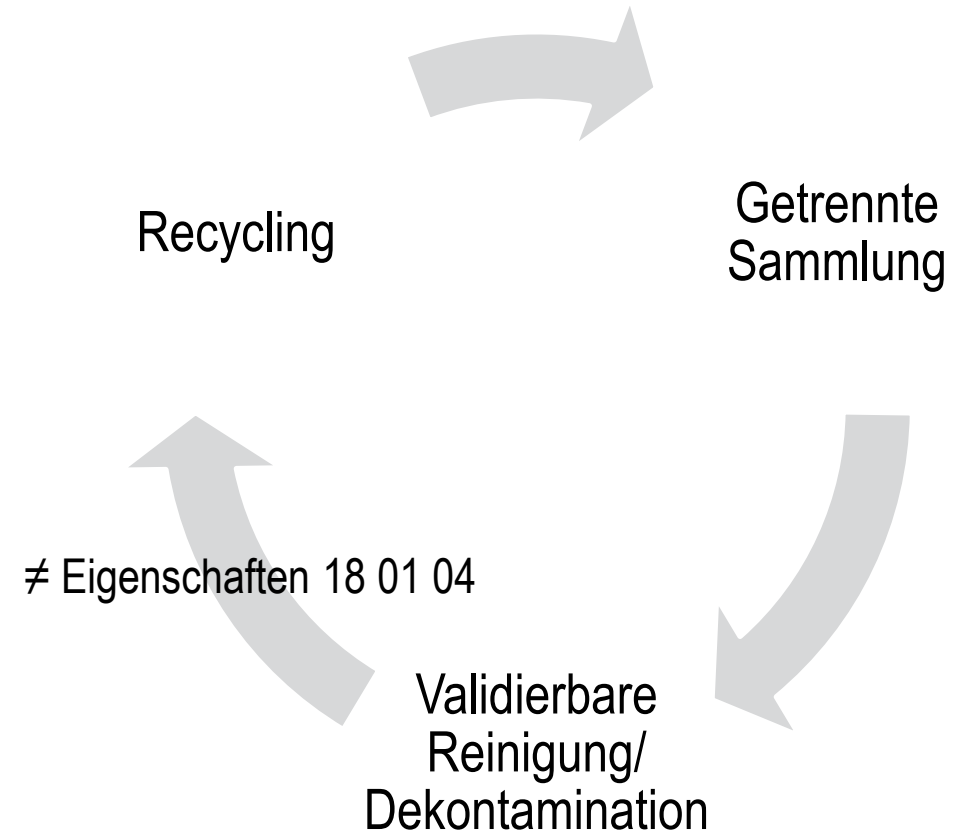 Recycling
Getrennte
Sammlung
≠ Eigenschaften 18 01 04
Validierbare
Reinigung/
Dekontamination